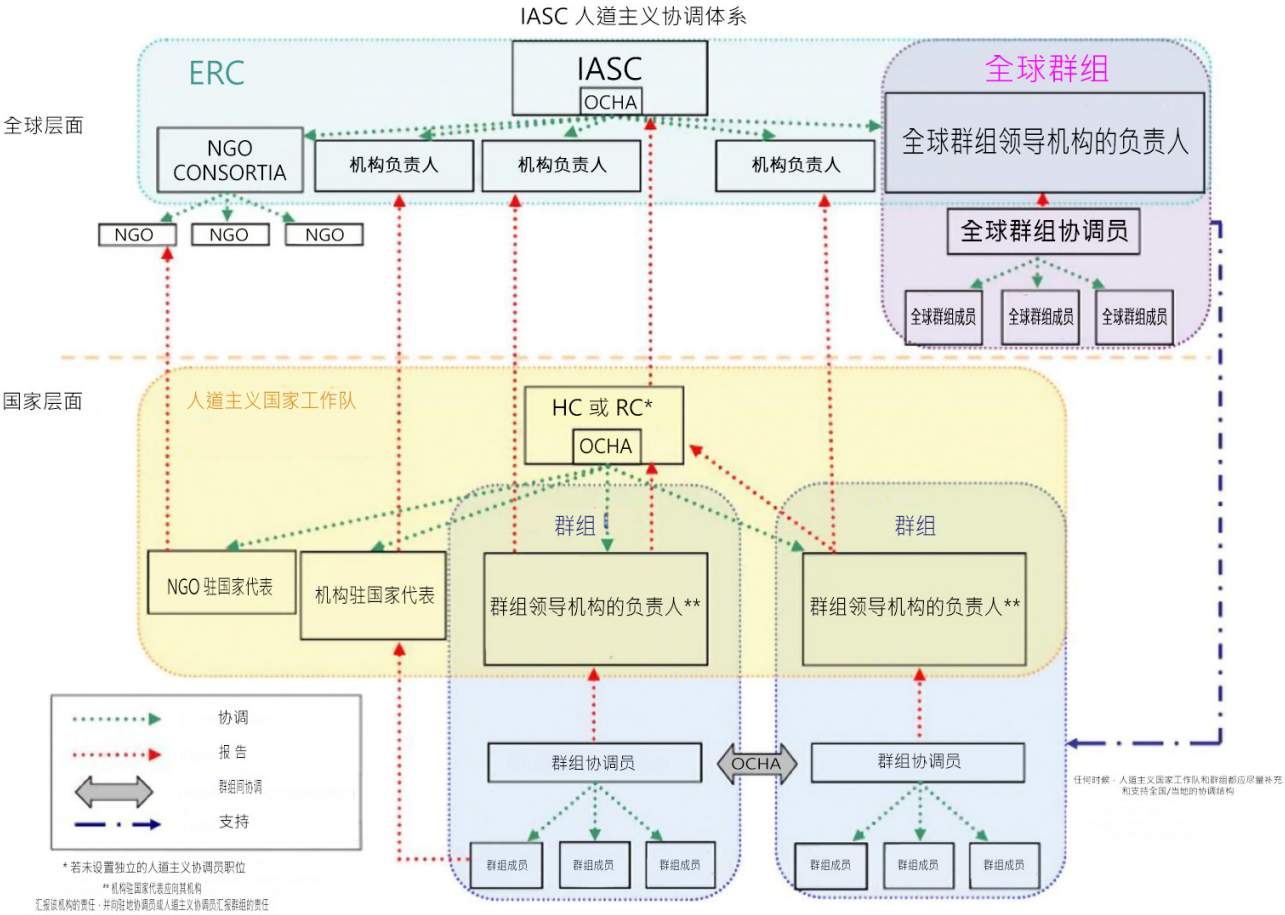 IASC 人道主义协调体系
ERC
IASC
OCHA
全球群组
全球层面
NGO
CONSORTIA
机构负责人
机构负责人
机构负责人
全球群组领导机构的负责人
NGO
NGO
NGO
全球群组协调员
全球群组成员
全球群组成员
全球群组成员
国家层面
人道主义国家工作队
HC 或 RC*
OCHA
群组
群组
NGO 驻国家代表
机构驻国家代表
群组领导机构的负责人**
群组领导机构的负责人**
协调
报告
群组间协调
支持
群组协调员
OCHA
群组协调员
任何时候，人道主义国家工作队和群组都应尽量补充
和支持全国/当地的协调结构
群组成员
群组成员
群组成员
群组成员
群组成员
群组成员
* 若未设置独立的人道主义协调员职位
** 机构驻国家代表应向其机构
汇报该机构的责任，并向驻地协调员或人道主义协调员汇报群组的责任